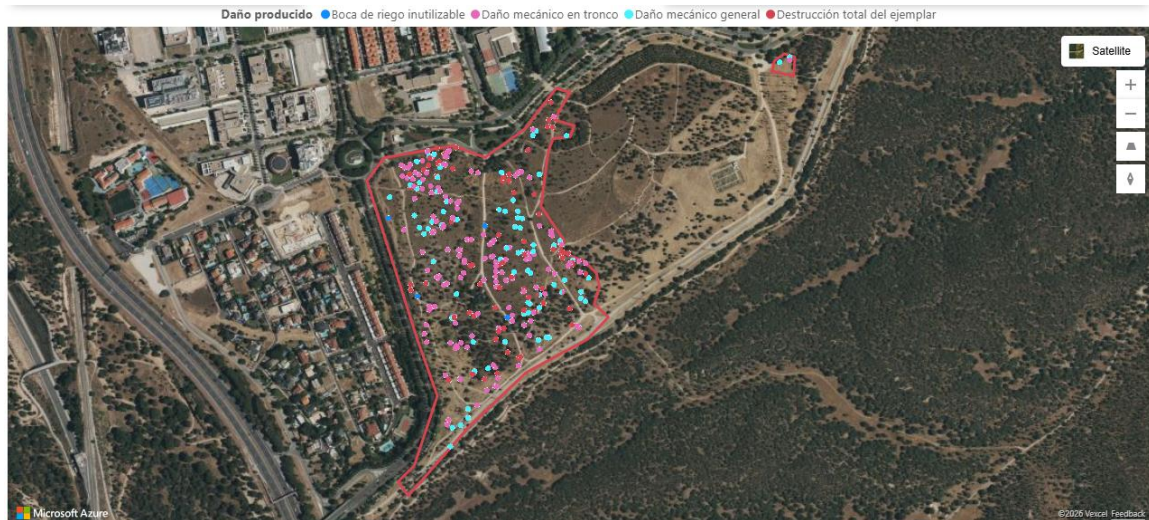 Daño producido Boca de riego inutilizable Daño mecánico en tronco Daño mecánico general Destrucción total del ejemplar
Satellite
Microsoft Azure
©2026 Vexcel Feedback